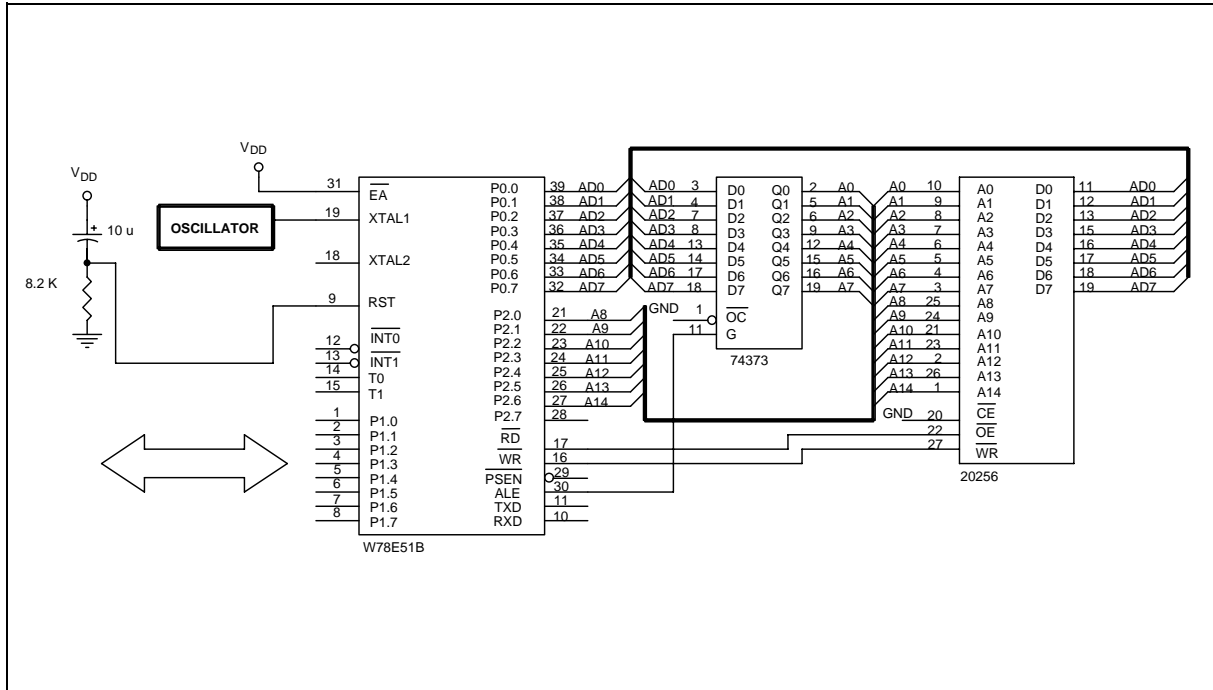 VDD
10 u
8.2 K
VDD
OSCILLATOR
31 EA
19 XTAL1
18 XTAL2
9 RST
12 INT0
13 INT1
14 T0
15 T1
1 P1.0
2 P1.1
3 P1.2
4 P1.3
5 P1.4
6 P1.5
7 P1.6
8 P1.7
P0.0 39 AD0
P0.1 38 AD1
P0.2 37 AD2
P0.3 36 AD3
P0.4 35 AD4
P0.5 34 AD5
P0.6 33 AD6
P0.7 32 AD7
P2.0 21 A8
P2.1 22 A9
P2.2 23 A10
P2.3 24 A11
P2.4 25 A12
P2.5 26 A13
P2.6 27 A14
P2.7 28
RD 17
WR 16
PSEN 29
ALE 30
TXD 11
RXD 10
W78E51B
AD0 3 D0 Q0 2 A0
AD1 4 D1 Q1 5 A1
AD2 7 D2 Q2 6 A2
AD3 8 D3 Q3 9 A3
AD4 13 D4 Q4 12 A4
AD5 14 D5 Q5 15 A5
AD6 17 D6 Q6 16 A6
AD7 18 D7 Q7 19 A7
GND 1 OC
11 G
74373
A0 10 A0 D0 11 AD0
A1 9 A1 D1 12 AD1
A2 8 A2 D2 13 AD2
A3 7 A3 D3 15 AD3
A4 6 A4 D4 16 AD4
A5 5 A5 D5 17 AD5
A6 4 A6 D6 18 AD6
A7 3 A7 D7 19 AD7
A8 25 A8
A9 24 A9
A10 21 A10
A11 23 A11
A12 2 A12
A13 26 A13
A14 1 A14
GND 20 CE
22 OE
27 WR
20256